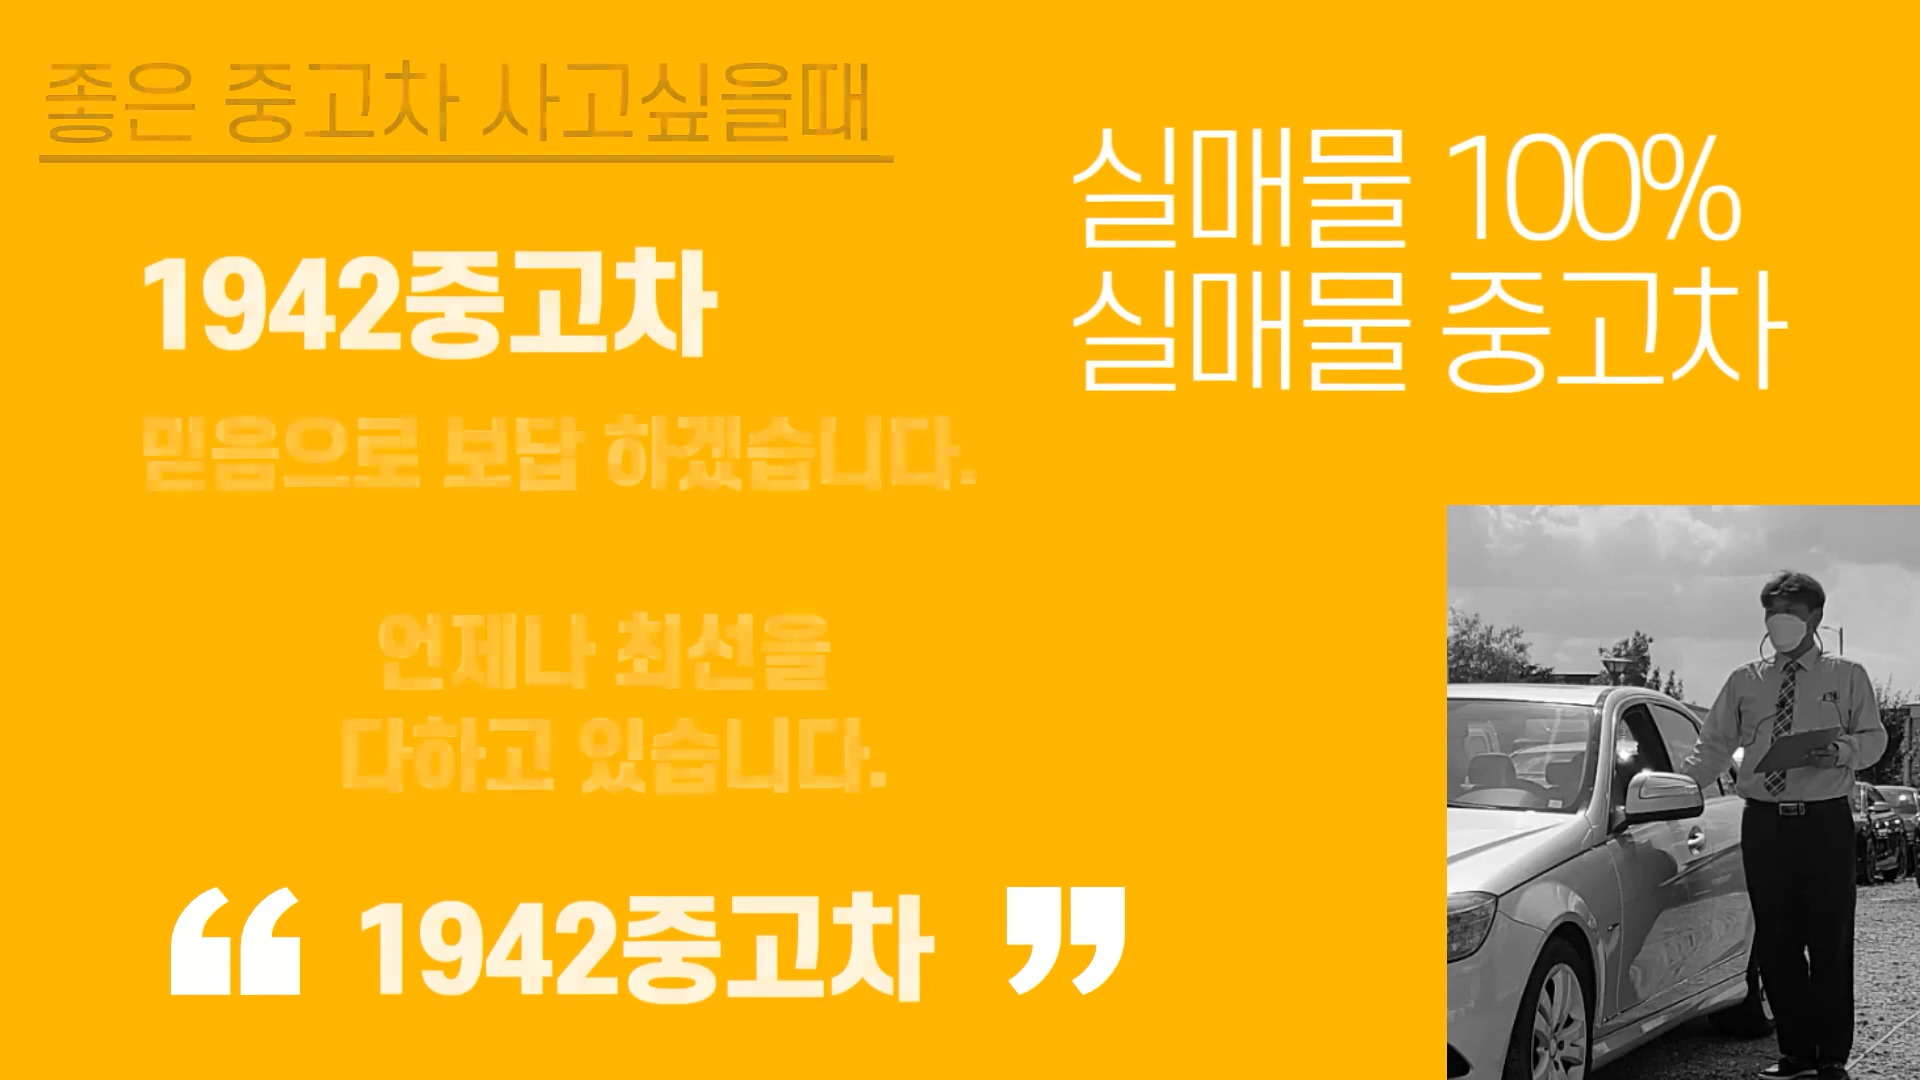 좋은 중고차 사고싶을때
1942중고차
믿음으로 보답 하겠습니다.
언제나 최선을
다하고 있습니다.
“ 1942중고차 ”
실매물 100%
실매물 중고차